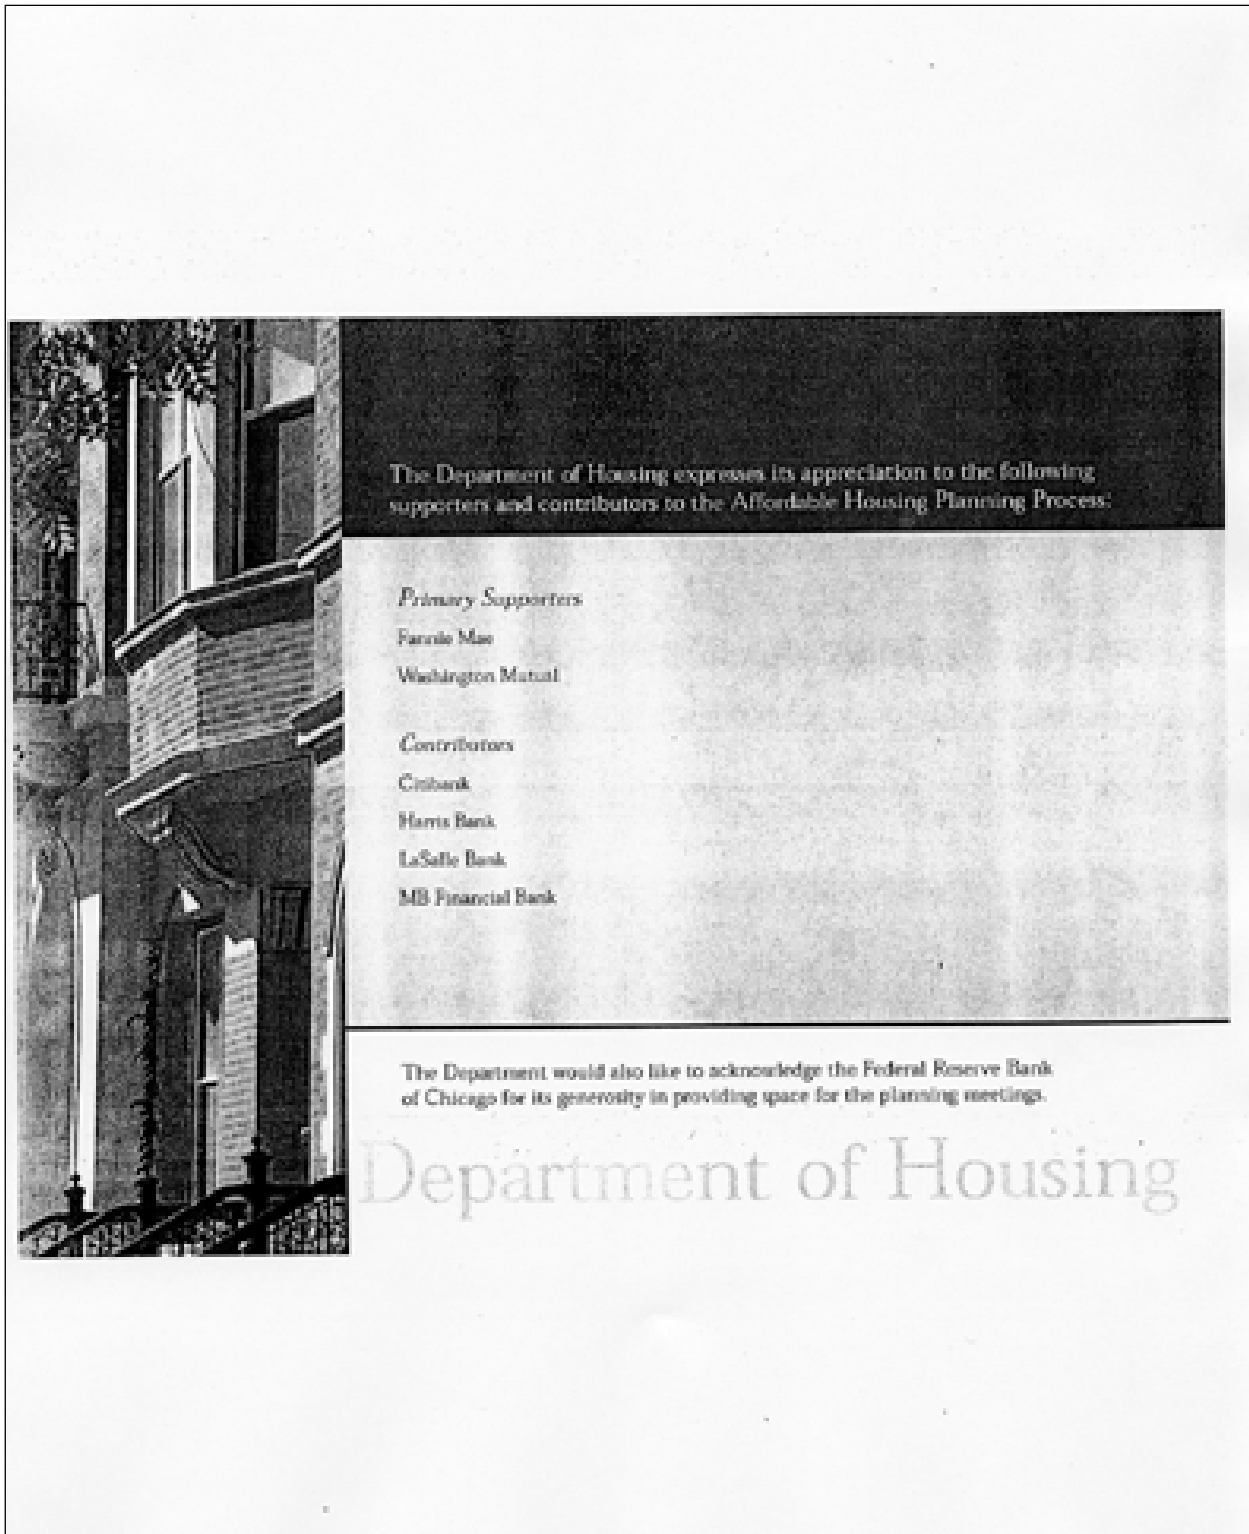 The Department of Housing expresses its appreciation to the following
supporters and contributors to the Affordable Housing Planning Process:
Primary Supporters
Fannie Mae
Washington Mutual
Contributors
Citibank
Harris Bank
LaSalle Bank
MB Financial Bank
The Department would also like to acknowledge the Federal Reserve Bank
of Chicago for its generosity in providing space for the planning meetings.
Department of Housing